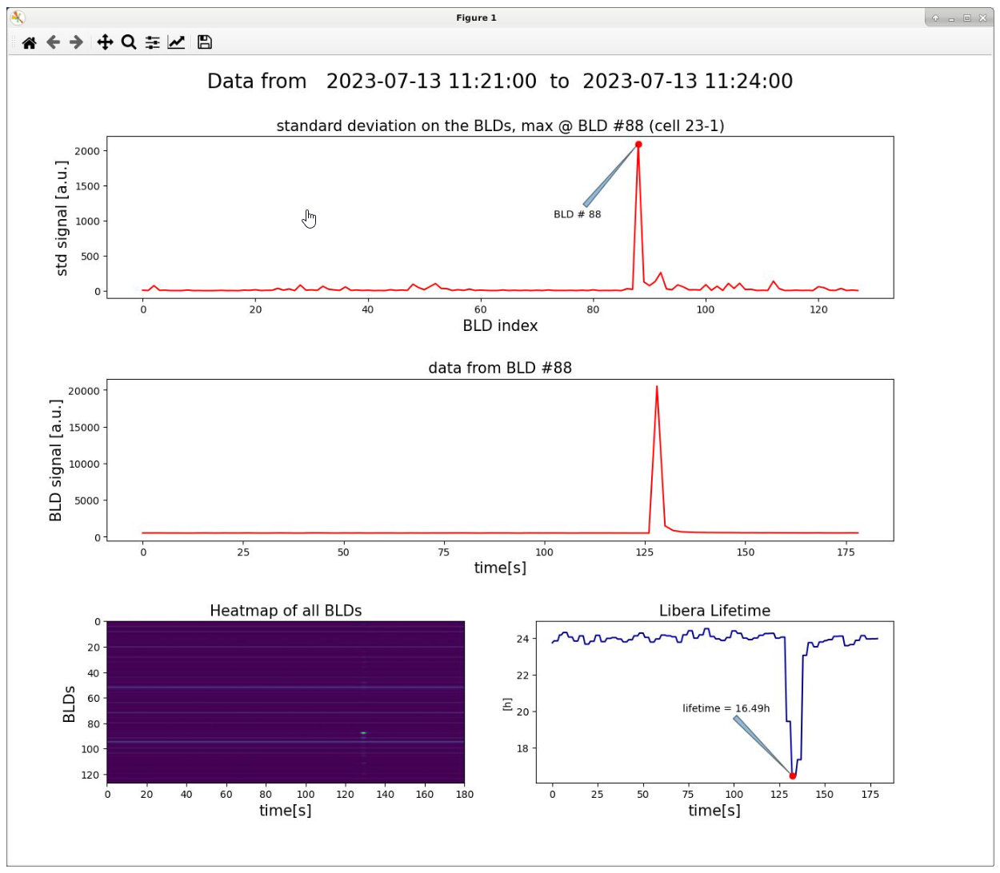 Figure 1
Data from 2023-07-13 11:21:00 to 2023-07-13 11:24:00
standard deviation on the BLDs, max @ BLD #88 (cell 23-1)
std signal [a.u.]
2000
1500
1000
500
0
BLD # 88
0 20 40 60 80 100 120
BLD index
data from BLD #88
BLD signal [a.u.]
20000
15000
10000
5000
0
0 25 50 75 100 125 150 175
time[s]
Heatmap of all BLDs
BLDs
0
20
40
60
80
100
120
0 20 40 60 80 100 120 140 160 180
time[s]
Libera Lifetime
[h]
24
22
20
18
lifetime = 16.49h
0 25 50 75 100 125 150 175
time[s]